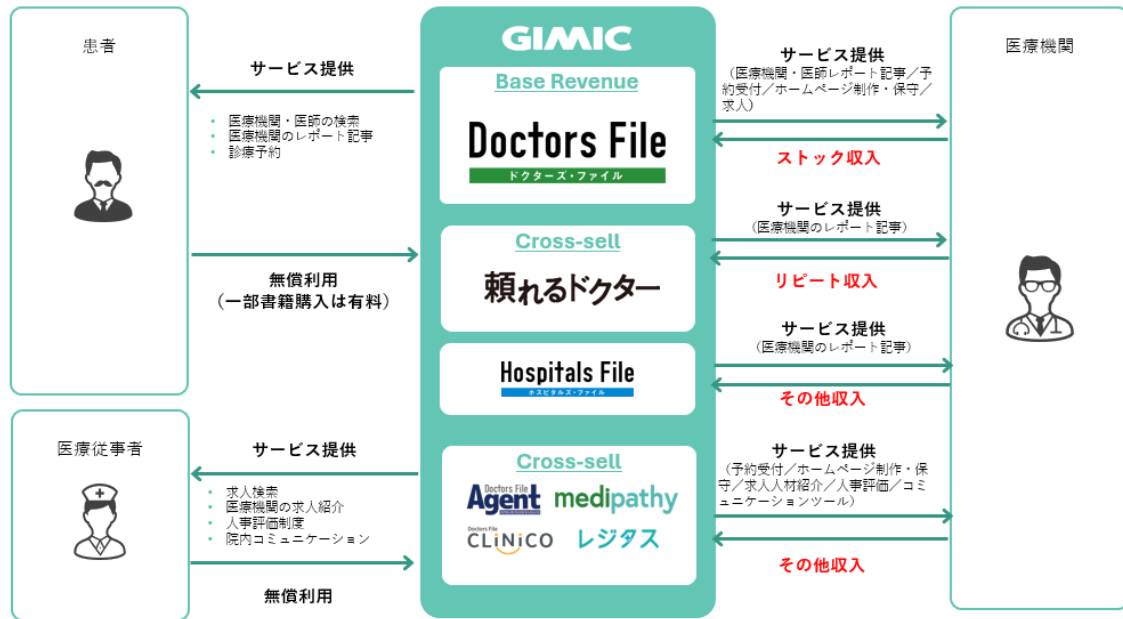 患者
サービス提供
医療機関・医師の検索
医療機関のレポート記事
診療予約
無償利用
（一部書籍購入は有料）
医療従事者
サービス提供
求人検索
医療機関の求人紹介
人事評価制度
院内コミュニケーション
無償利用
GIMIC
Base Revenue
Doctors File
ドクターズ・ファイル
Cross-sell
頼れるドクター
Hospitals File
ホスピタルズ・ファイル
Cross-sell
Doctors File
Agent
medipathy
Doctors File
CLiNiCO
レジタス
サービス提供
（医療機関・医師レポート記事／予
約受付／ホームページ制作・保守／
求人）
ストック収入
サービス提供
（医療機関のレポート記事）
リピート収入
サービス提供
（医療機関のレポート記事）
その他収入
サービス提供
（予約受付／ホームページ制作・保
守／求人人材紹介／人事評価／コミ
ュニケーションツール）
その他収入
医療機関